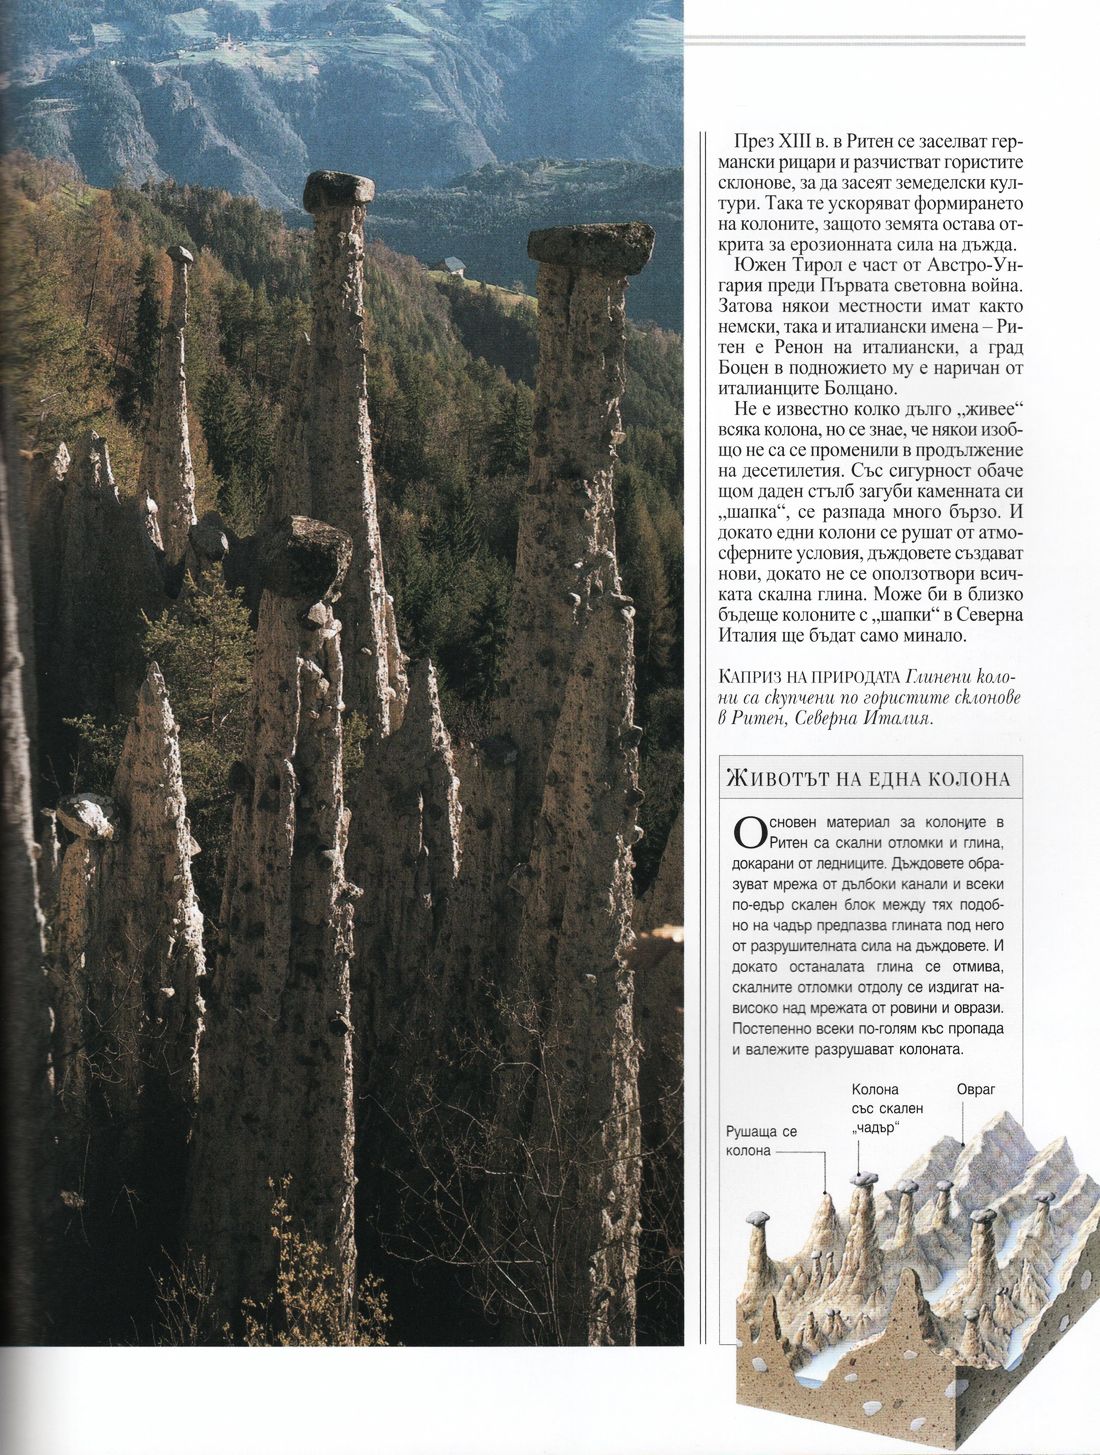 През XIII в. в Ритен се заселват гер-
мански рицари и разчистват гористите
склонове, за да засеят земеделски кул-
тури. Така те ускоряват формирането
на колоните, защото земята остава от-
крита за ерозионната сила на дъжда.
Южен Тирол е част от Австро-Ун-
гария преди Първата световна война.
Затова някои местности имат както
немски, така и италиански имена – Ри-
тен е Ренон на италиански, а град
Боцен в подножието му е наричан от
италианците Болцано.
Не е известно колко дълго „живее“
всяка колона, но се знае, че някои изоб-
що не са се променили в продължение
на десетилетия. Със сигурност обаче
щом даден стълб загуби каменната си
„шапка“, се разпада много бързо. И
докато едни колони се рушат от атмо-
сферните условия, дъждовете създават
нови, докато не се оползотвори всич-
ката скална глина. Може би в близко
бъдеще колоните с „шапки“ в Северна
Италия ще бъдат само минало.
Каприз на природата Глинени коло-
ни са скупчени по гористите склонове
в Ритен, Северна Италия.
Животът на една колона
Основен материал за колоните в
Ритен са скални отломки и глина,
докарани от ледниците. Дъждовете обра-
зуват мрежа от дълбоки канали и всеки
по-едър скален блок между тях подоб-
но на чадър предпазва глината под него
от разрушителната сила на дъждовете. И
докато останалата глина се отмива,
скалните отломки отдолу се издигат на-
високо над мрежата от ровини и оврази.
Постепенно всеки по-голям къс пропада
и валежите разрушават колоната.
Колона
със скален
„чадър“
Овраг
Рушаща се
колона